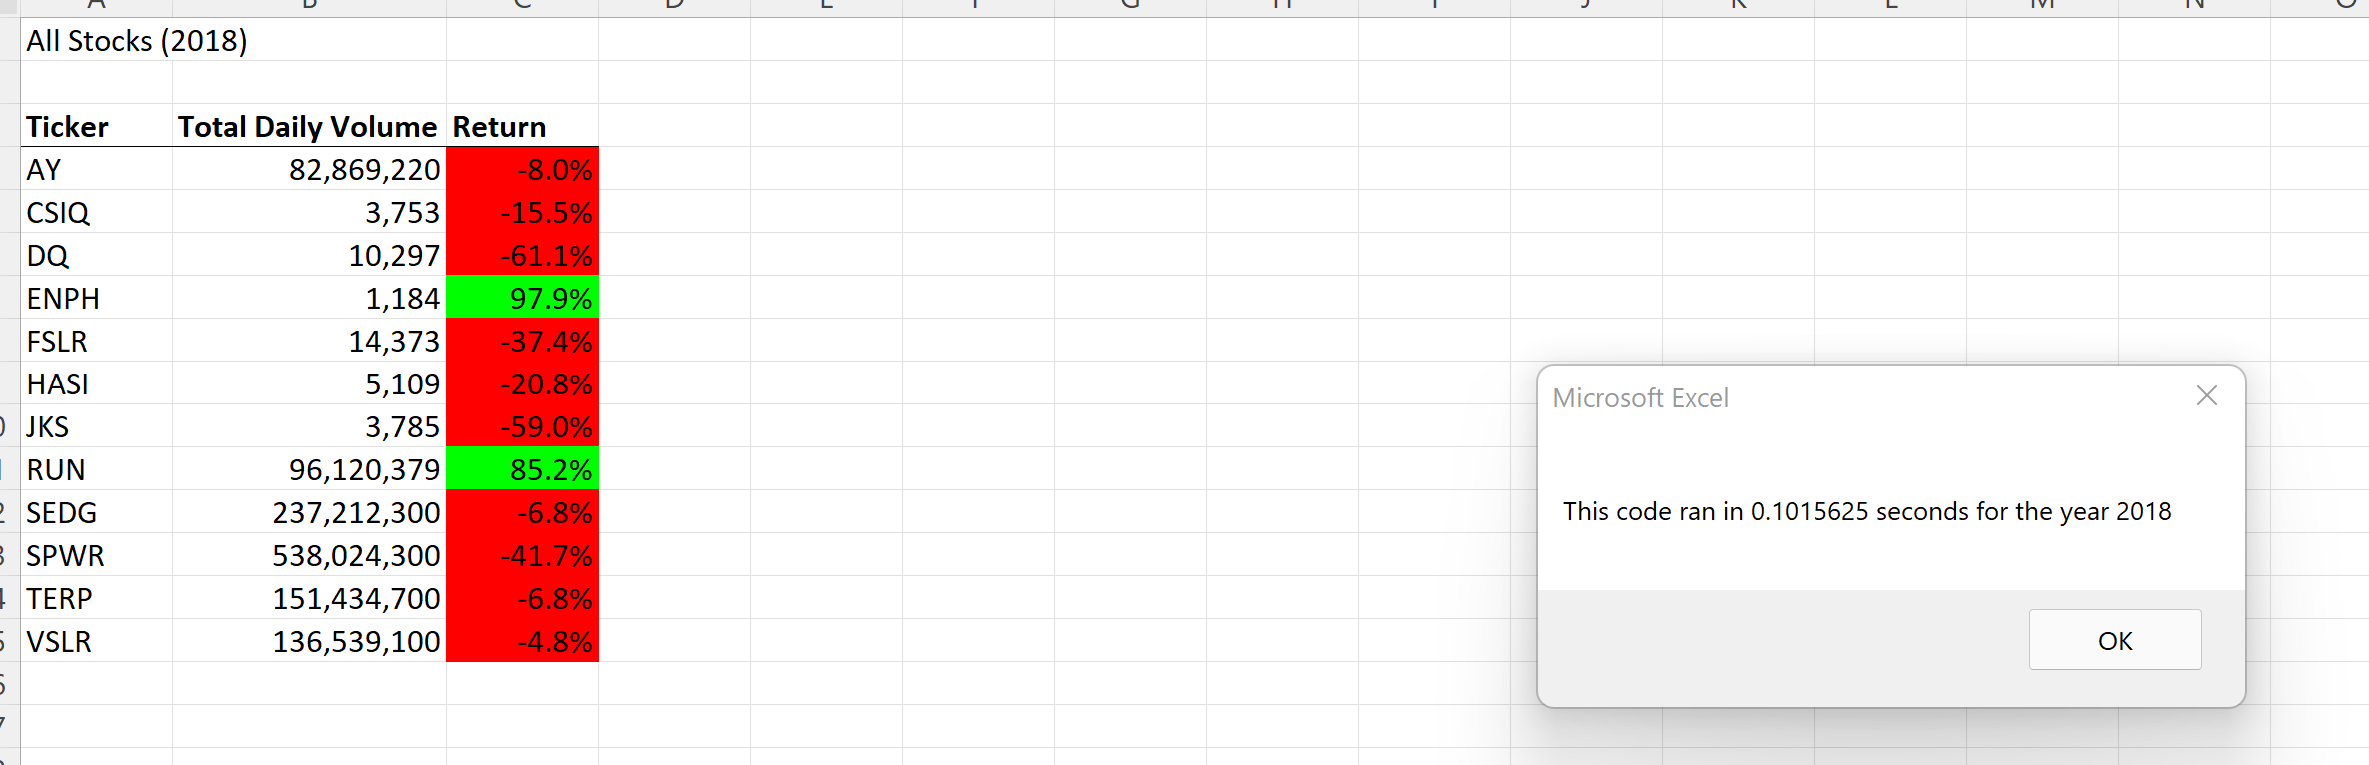 All Stocks (2018)
Ticker Total Daily Volume Return
AY 82,869,220 -8.0%
CSIQ 3,753 -15.5%
DQ 10,297 -61.1%
ENPH 1,184 97.9%
FSLR 14,373 -37.4%
HASI 5,109 -20.8%
JKS 3,785 -59.0%
RUN 96,120,379 85.2%
SEDG 237,212,300 -6.8%
SPWR 538,024,300 -41.7%
TERP 151,434,700 -6.8%
VSLR 136,539,100 -4.8%
Microsoft Excel
This code ran in 0.1015625 seconds for the year 2018
OK